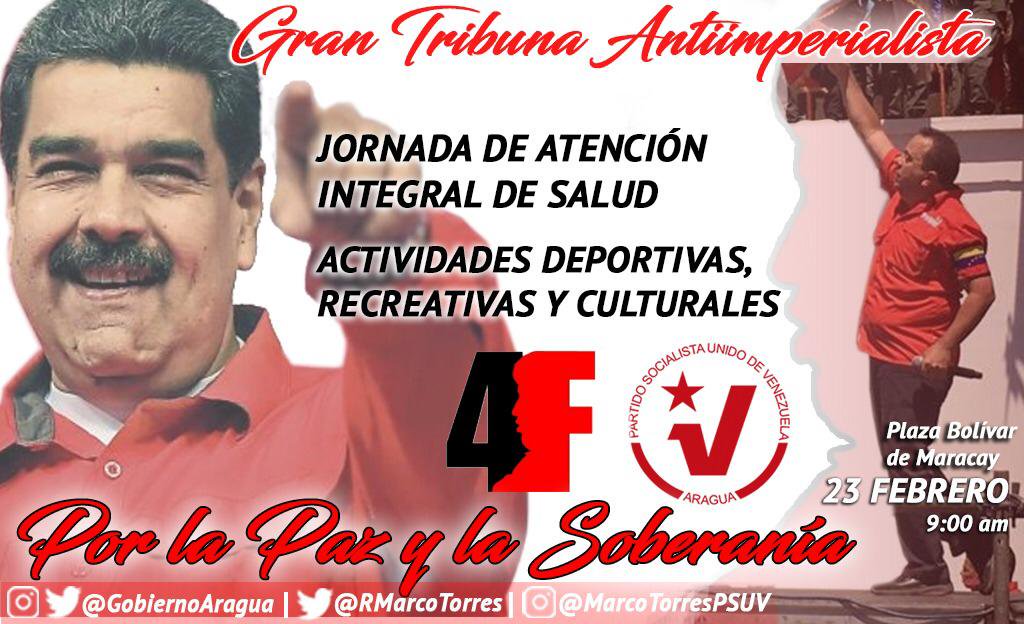 Gran Tribuna Antiimperialista
JORNADA DE ATENCIÓN
INTEGRAL DE SALUD
ACTIVIDADES DEPORTIVAS,
RECREATIVAS Y CULTURALES
4F
PARTIDO SOCIALISTA UNIDO DE VENEZUELA
V
ARAGUA
Plaza Bolívar
de Maracay
23 FEBRERO
9:00 am
Por la Paz y la Soberanía
@GobiernoAragua | @RMarcoTorres | @MarcoTorresPSUV